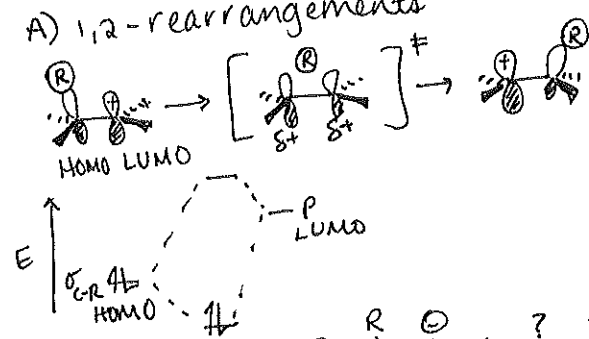 A) 1,2-rearrangements
R + R ‡ + R
δ+ δ+
HOMO LUMO
E
P
LUMO
σC-R
HOMO
R ⊖ ?